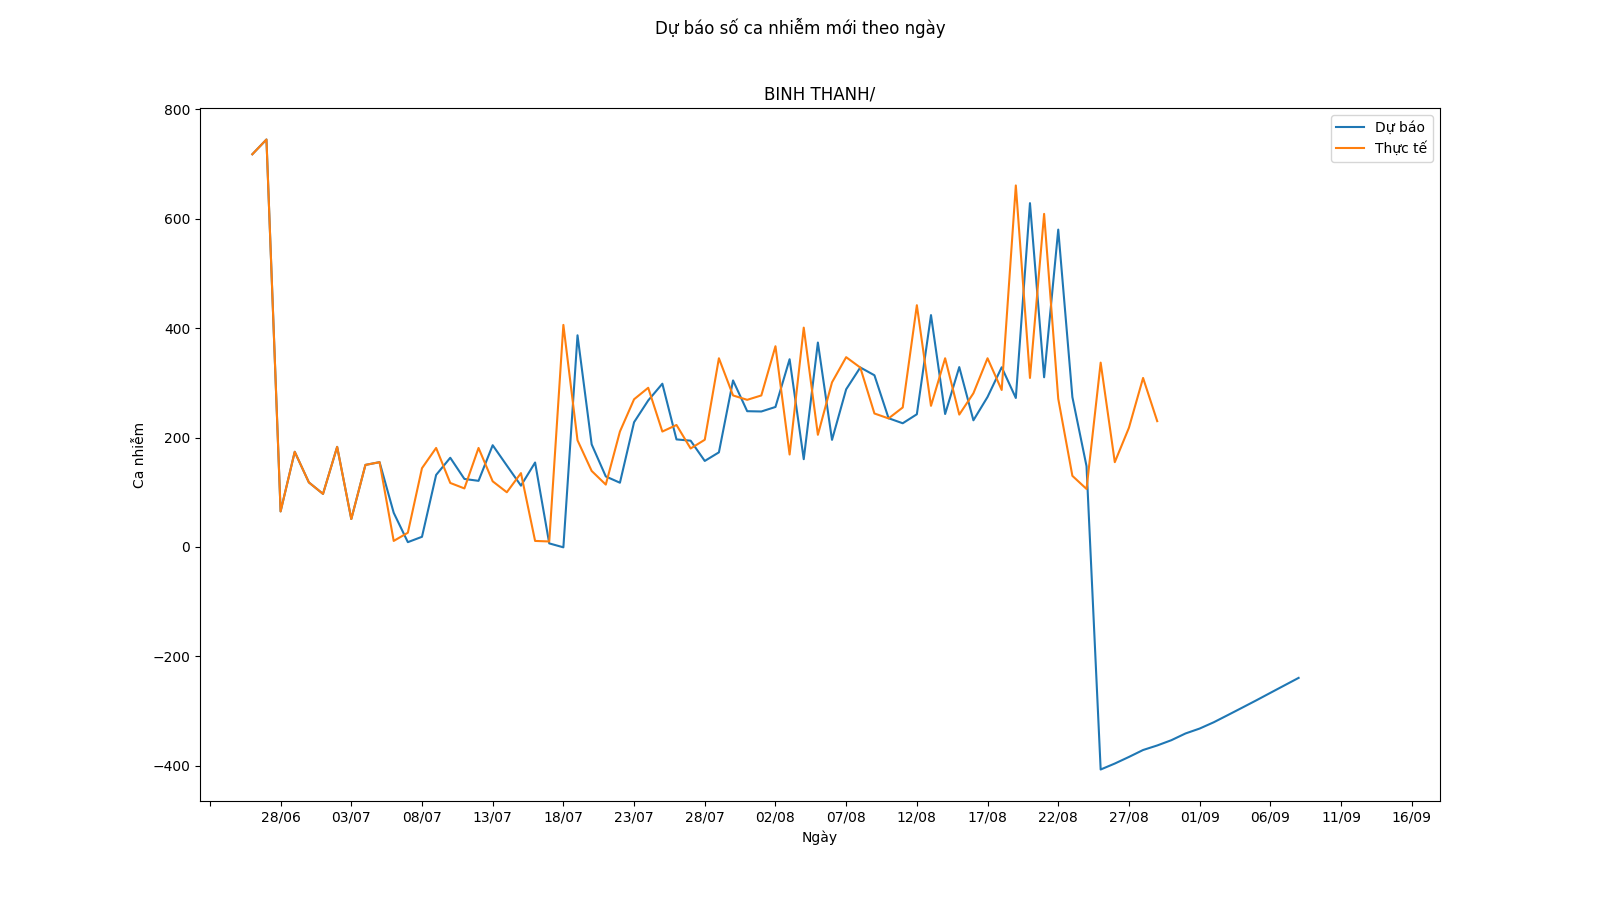 Dự báo số ca nhiễm mới theo ngày
BINH THANH/
Dự báo
Thực tế
Ca nhiễm
800
600
400
200
0
−200
−400
28/06 03/07 08/07 13/07 18/07 23/07 28/07 02/08 07/08 12/08 17/08 22/08 27/08 01/09 06/09 11/09 16/09
Ngày